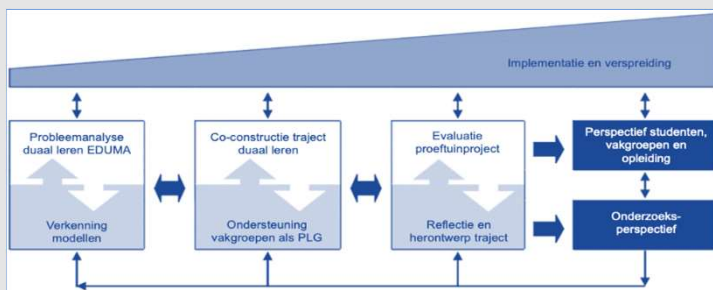 Implementatie en verspreiding
Probleemanalyse
duaal leren EDUMA
Verkenning
modellen
Co-constructie traject
duaal leren
Ondersteuning
vakgroepen als PLG
Evaluatie
proeftuinproject
Reflectie en
herontwerp traject
Perspectief studenten,
vakgroepen en
opleiding
Onderzoeks-
perspectief